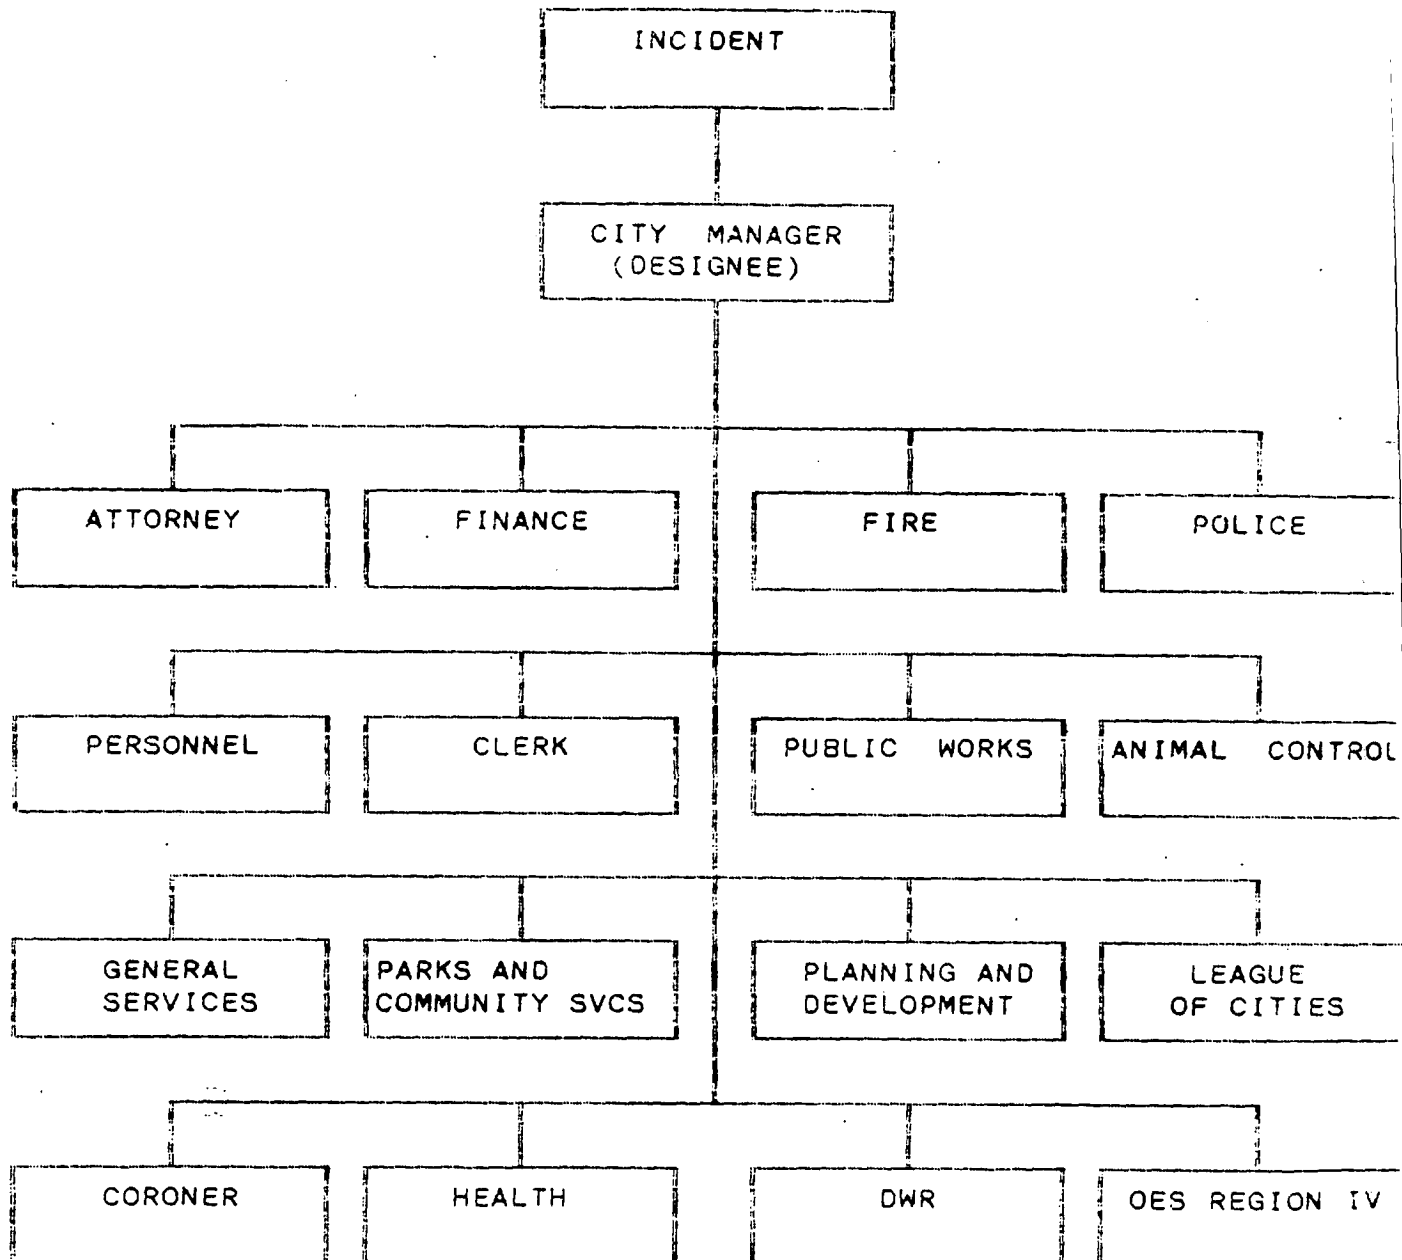 INCIDENT
CITY MANAGER
(DESIGNEE)
ATTORNEY
FINANCE
FIRE
POLICE
PERSONNEL
CLERK
PUBLIC WORKS
ANIMAL CONTROL
GENERAL
SERVICES
PARKS AND
COMMUNITY SVCS
PLANNING AND
DEVELOPMENT
LEAGUE
OF CITIES
CORONER
HEALTH
DWR
OES REGION IV